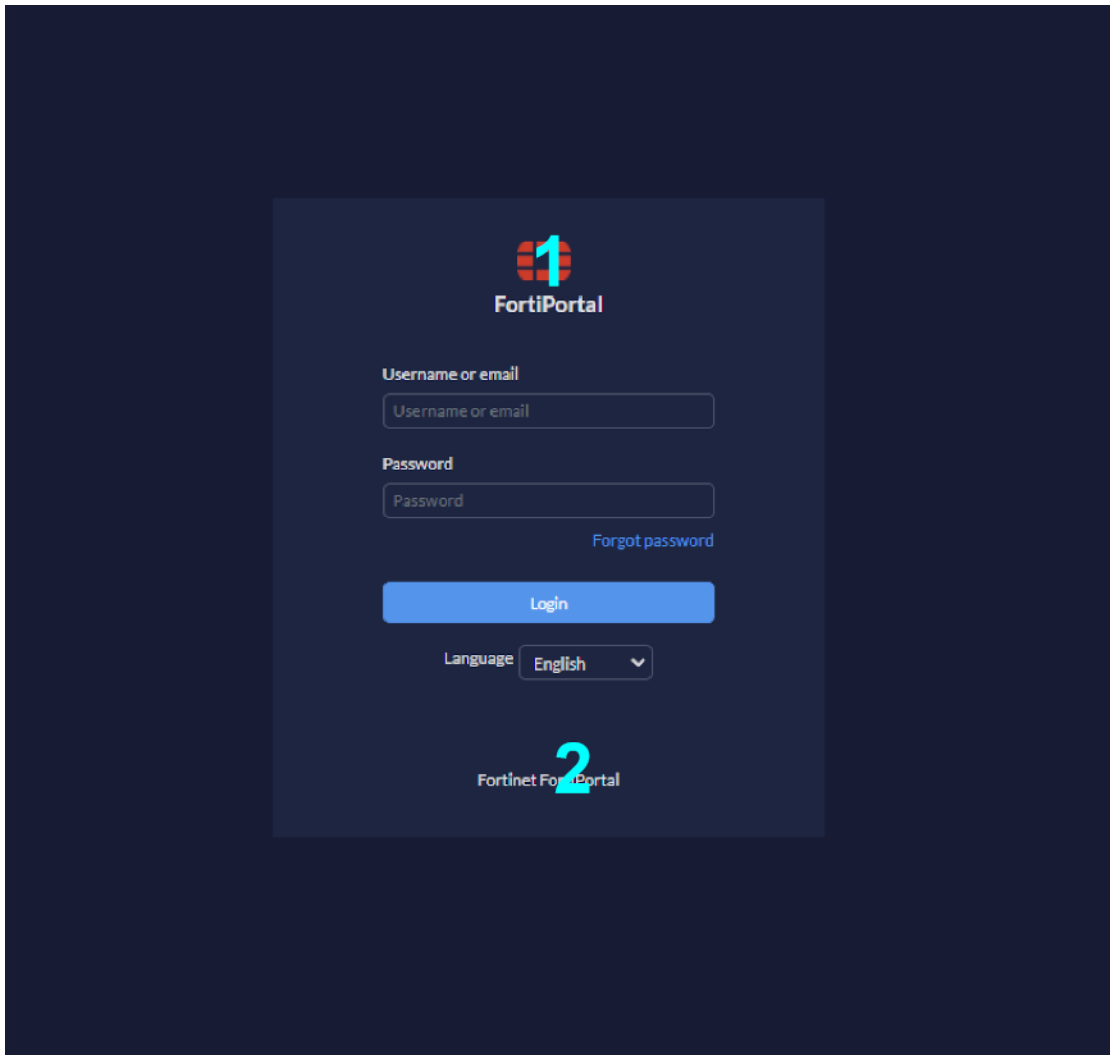 1
FortiPortal
Username or email
Username or email
Password
Password
Forgot password
Login
Language English
2
Fortinet FortiPortal